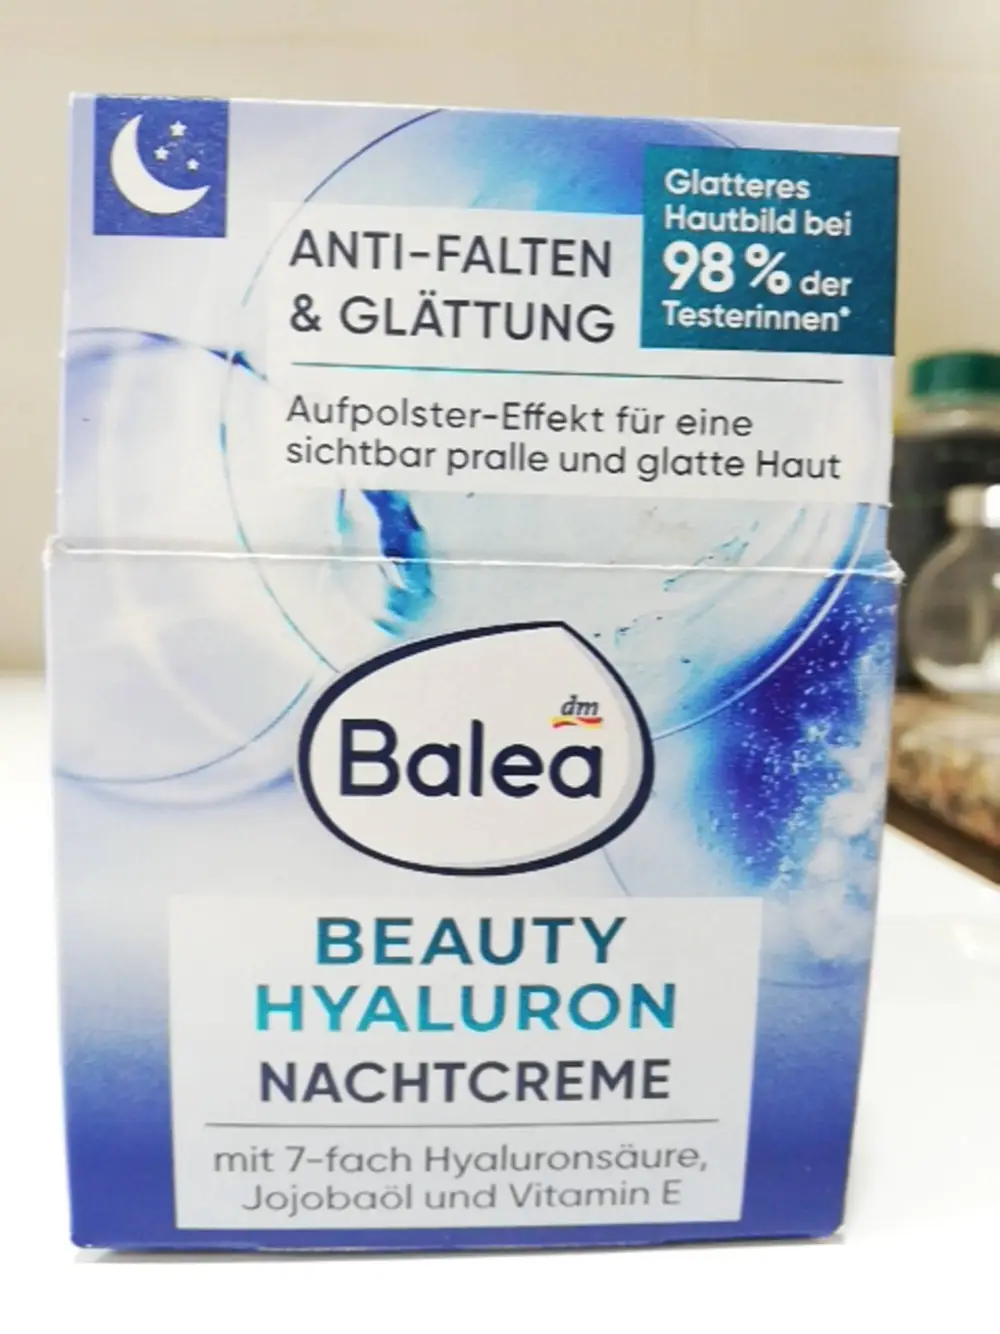 Glatteres
Hautbild bei
98 % der
Testerinnen*
ANTI-FALTEN
& GLÄTTUNG
Aufpolster-Effekt für eine
sichtbar pralle und glatte Haut
dm
Balea
BEAUTY
HYALURON
NACHTCREME
mit 7-fach Hyaluronsäure,
Jojobaöl und Vitamin E